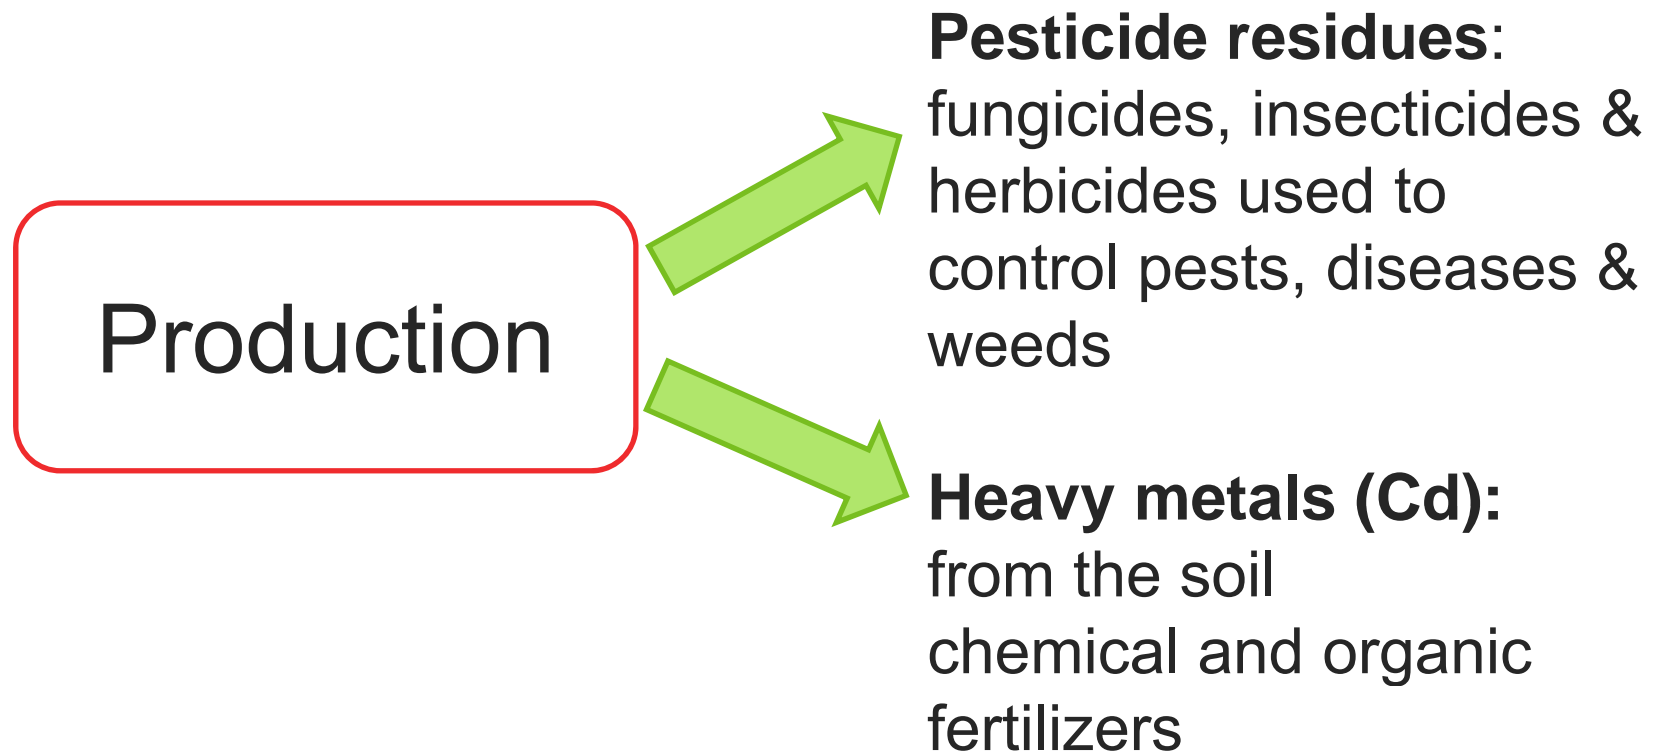 Production
Pesticide residues:
fungicides, insecticides &
herbicides used to
control pests, diseases &
weeds
Heavy metals (Cd):
from the soil
chemical and organic
fertilizers